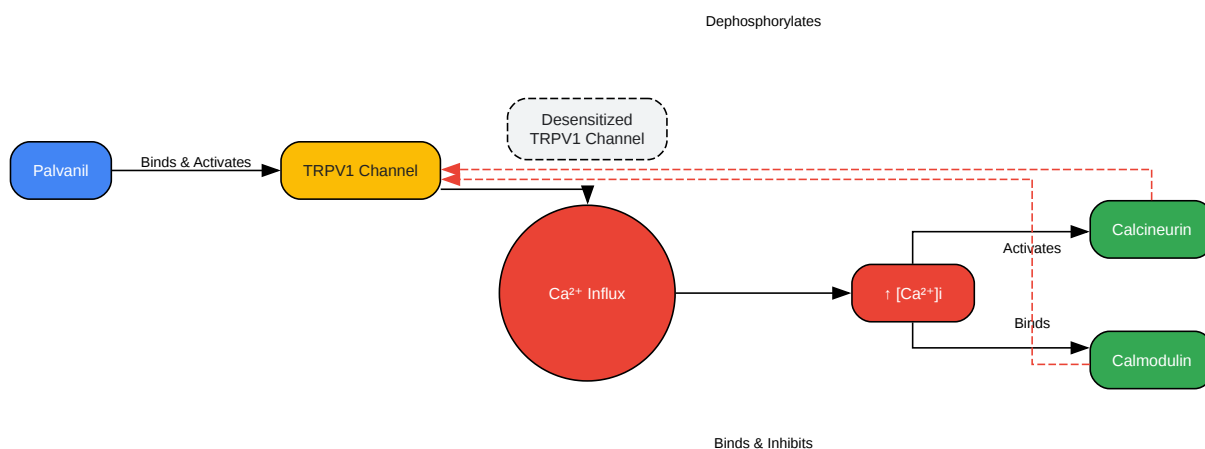 Dephosphorylates
Desensitized
TRPV1 Channel
Palvanil
Binds & Activates
TRPV1 Channel
Calcineurin
Activates
Ca²⁺ Influx
↑ [Ca²⁺]i
Binds
Calmodulin
Binds & Inhibits